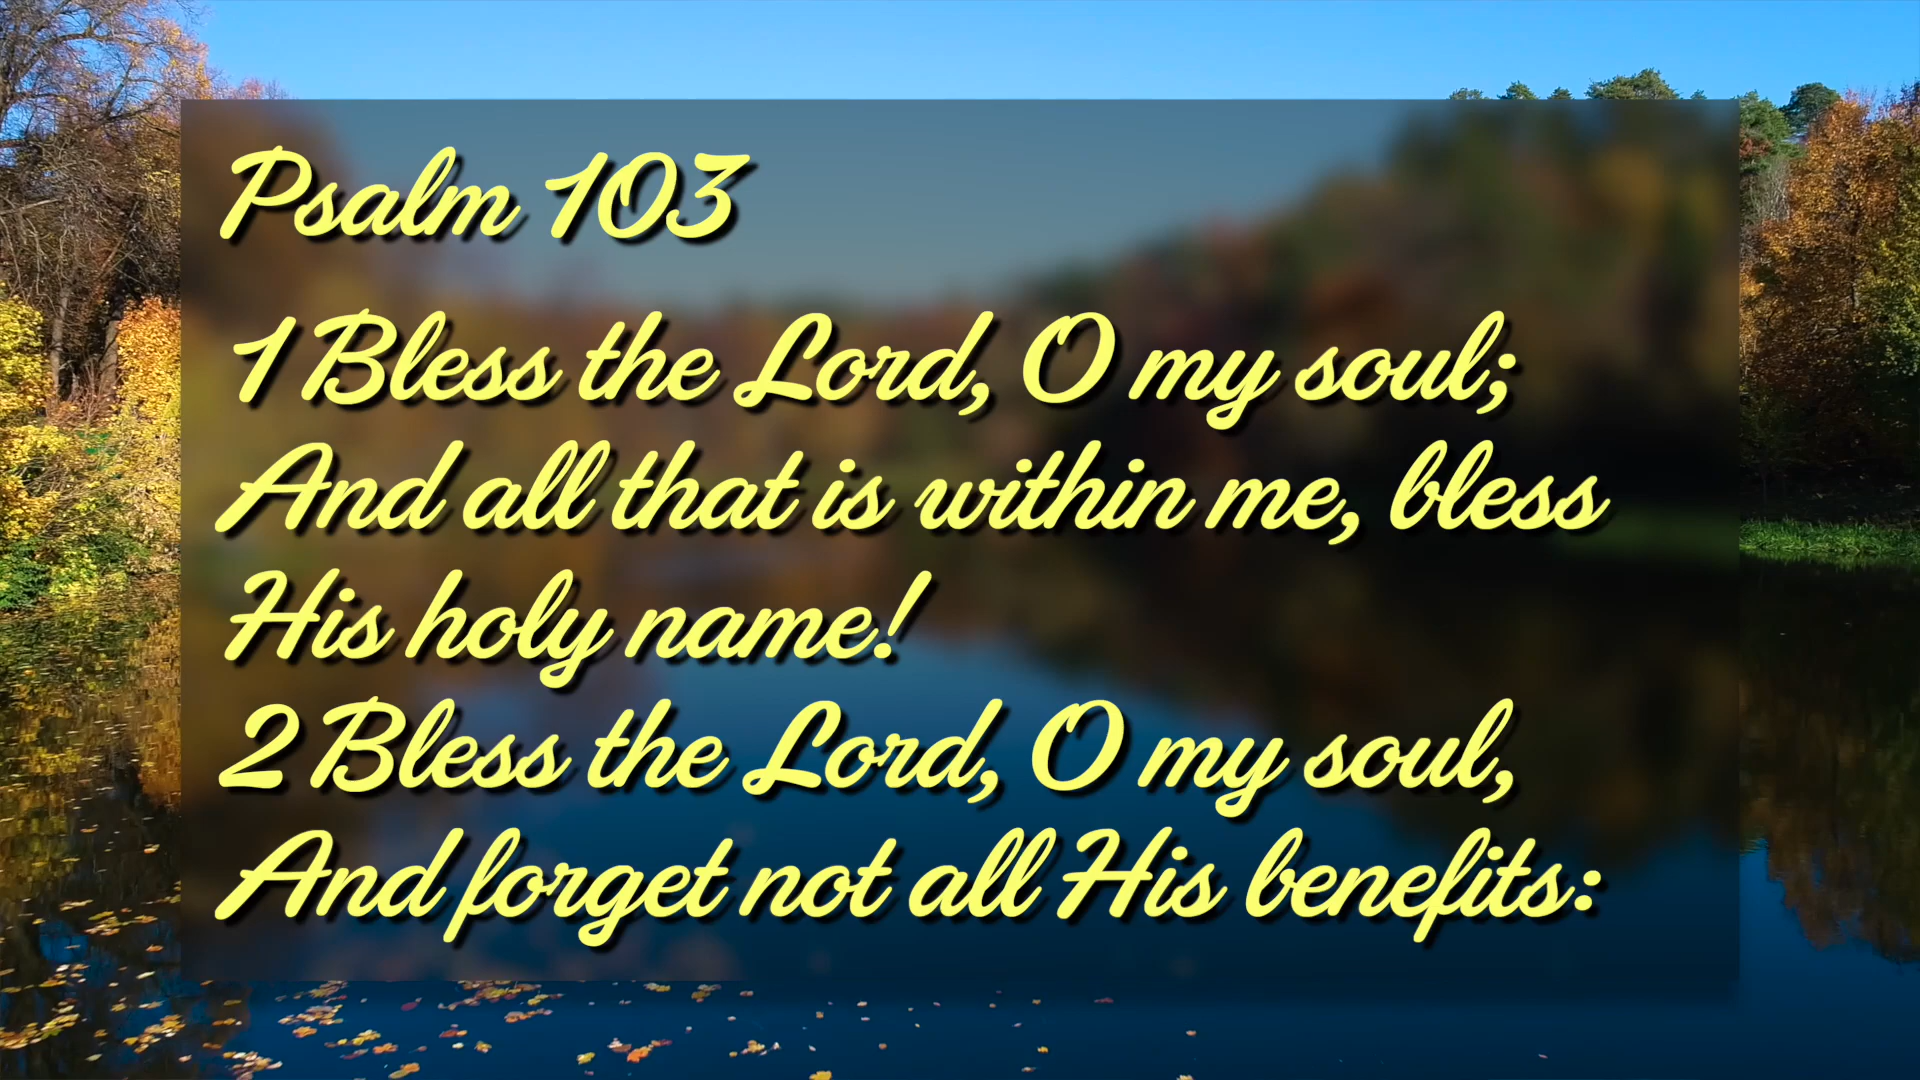 Psalm 103
1 Bless the Lord, O my soul;
And all that is within me, bless
His holy name!
2 Bless the Lord, O my soul,
And forget not all His benefits: